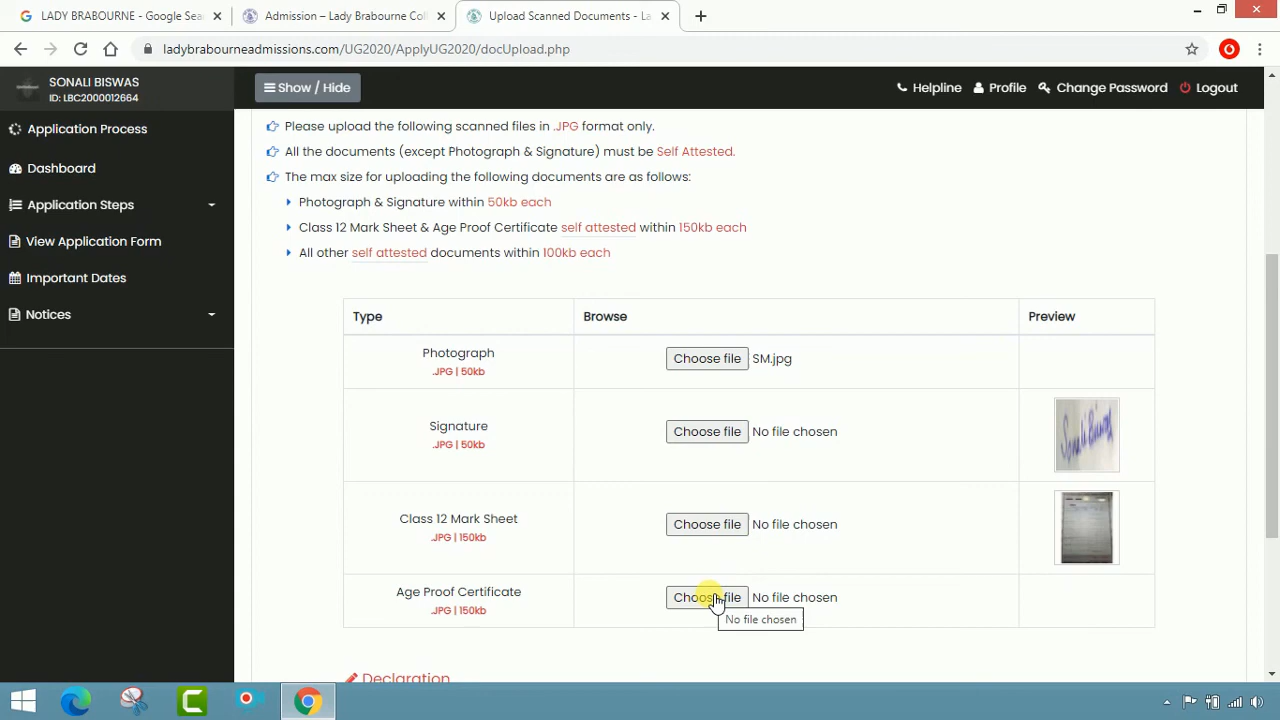 LADY BRABOURNE - Google Sea
Admission – Lady Brabourne Coll
Upload Scanned Documents - La
ladybrabourneadmissions.com/UG2020/ApplyUG2020/docUpload.php
SONALI BISWAS
ID: LBC2000012664
Show / Hide
Helpline
Profile
Change Password
Logout
Application Process
Dashboard
Application Steps
View Application Form
Important Dates
Notices
Please upload the following scanned files in .JPG format only.
All the documents (except Photograph & Signature) must be Self Attested.
The max size for uploading the following documents are as follows:
Photograph & Signature within 50kb each
Class 12 Mark Sheet & Age Proof Certificate self attested within 150kb each
All other self attested documents within 100kb each
Type Browse Preview
Photograph
.JPG | 50kb
Choose file SM.jpg
Signature
.JPG | 50kb
Choose file No file chosen
Sonali Biswas
Class 12 Mark Sheet
.JPG | 150kb
Choose file No file chosen
Age Proof Certificate
.JPG | 150kb
Choose file No file chosen
No file chosen
Declaration